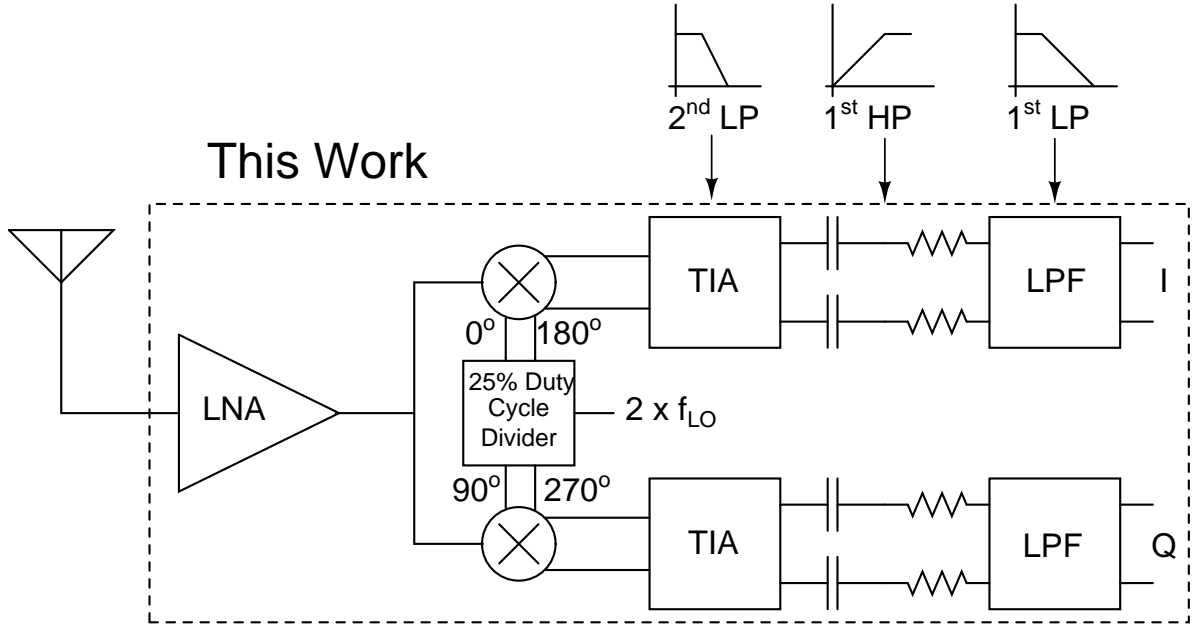 2nd LP
1st HP
1st LP
This Work
TIA
LPF
I
0o
180o
LNA
25% Duty
Cycle
Divider
2 x fLO
90o
270o
TIA
LPF
Q